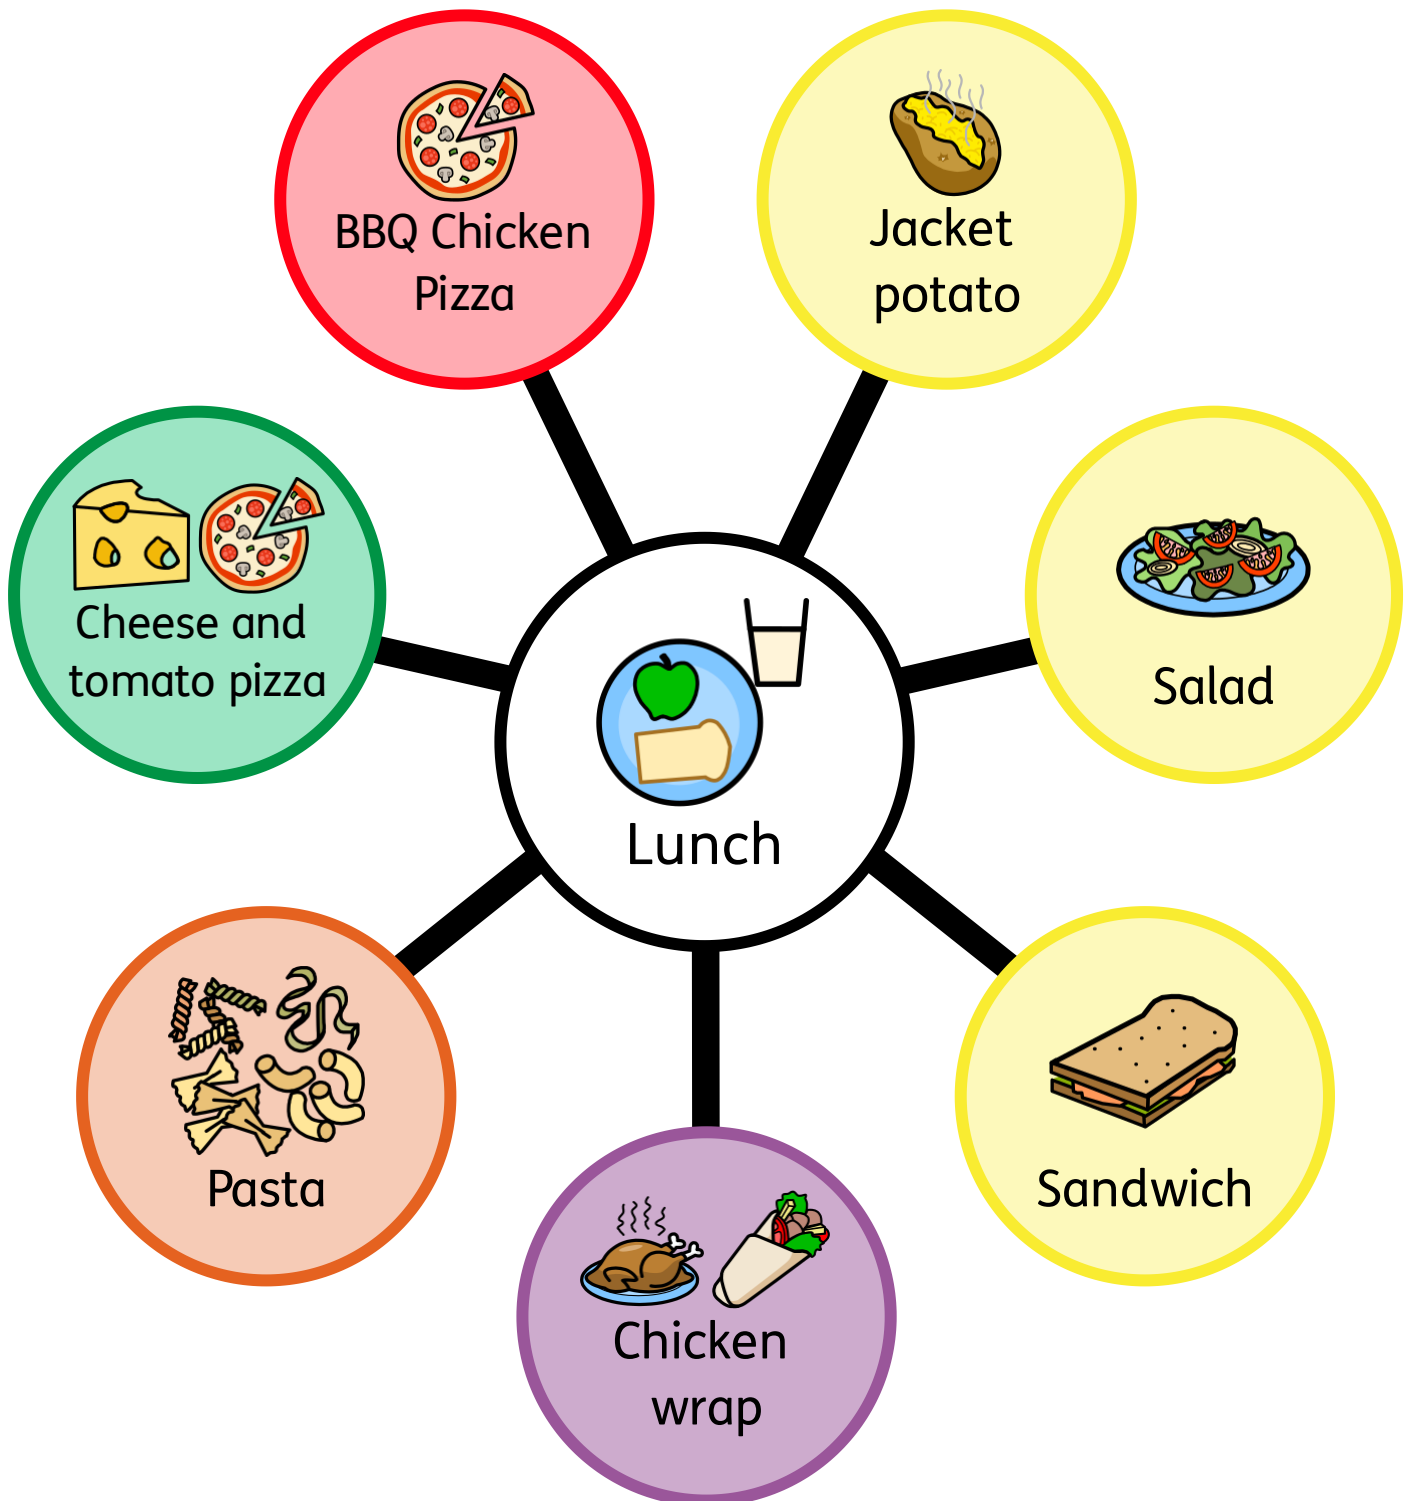 BBQ Chicken
Pizza
Jacket
potato
Cheese and
tomato pizza
Salad
Lunch
Pasta
Sandwich
Chicken
wrap